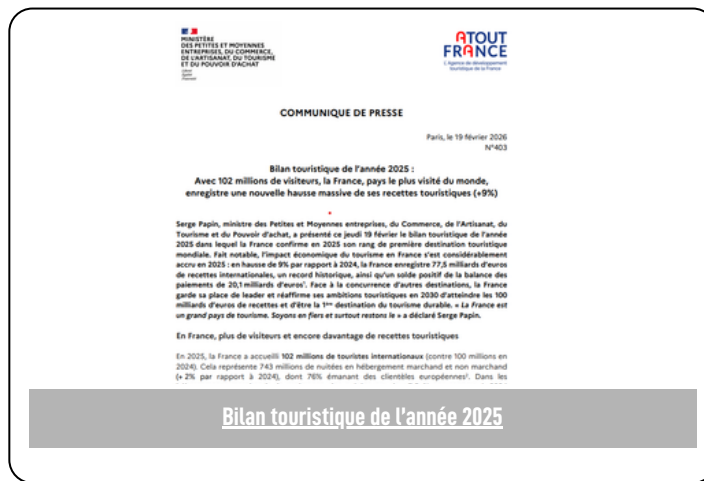 MINISTÈRE
DES PETITES ET MOYENNES
ENTREPRISES, DU COMMERCE,
DE L'ARTISANAT, DU TOURISME
ET DU POUVOIR D'ACHAT
ATOUT
FRANCE
L'Agence de développement
touristique de la France
COMMUNIQUE DE PRESSE
Paris, le 19 février 2026
N°403
Bilan touristique de l'année 2025 :
Avec 102 millions de visiteurs, la France, pays le plus visité du monde,
enregistre une nouvelle hausse massive de ses recettes touristiques (+9%)
Serge Papin, ministre des Petites et Moyennes entreprises, du Commerce, de l'Artisanat, du
Tourisme et du Pouvoir d'achat, a présenté ce jeudi 19 février le bilan touristique de l'année
2025 dans lequel la France confirme en 2025 son rang de première destination touristique
mondiale. Fait notable, l'impact économique du tourisme en France s'est considérablement
accru en 2025 : en hausse de 9% par rapport à 2024, la France enregistre 77,5 milliards d'euros
de recettes internationales, un record historique, ainsi qu'un solde positif de la balance des
paiements de 20,1 milliards d'euros¹. Face à la concurrence d'autres destinations, la France
garde sa place de leader et réaffirme ses ambitions touristiques en 2030 d'atteindre les 100
milliards d'euros de recettes et d'être la 1ère destination du tourisme durable. « La France est
un grand pays de tourisme. Soyons en fiers et surtout restons le » a déclaré Serge Papin.
En France, plus de visiteurs et encore davantage de recettes touristiques
En 2025, la France a accueilli 102 millions de touristes internationaux (contre 100 millions en
2024). Cela représente 743 millions de nuitées en hébergement marchand et non marchand
(+ 2% par rapport à 2024), dont 76% émanant des clientèles européennes². Dans les
Bilan touristique de l'année 2025